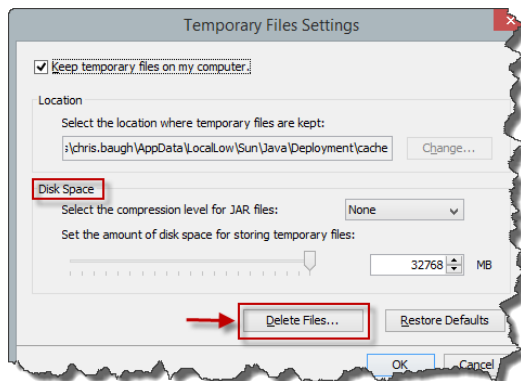 Temporary Files Settings
Keep temporary files on my computer.
Location
Select the location where temporary files are kept:
:\chris.baugh\AppData\LocalLow\Sun\Java\Deployment\cache
Change...
Disk Space
Select the compression level for JAR files:
None
Set the amount of disk space for storing temporary files:
32768 MB
Delete Files...
Restore Defaults
OK
Cancel